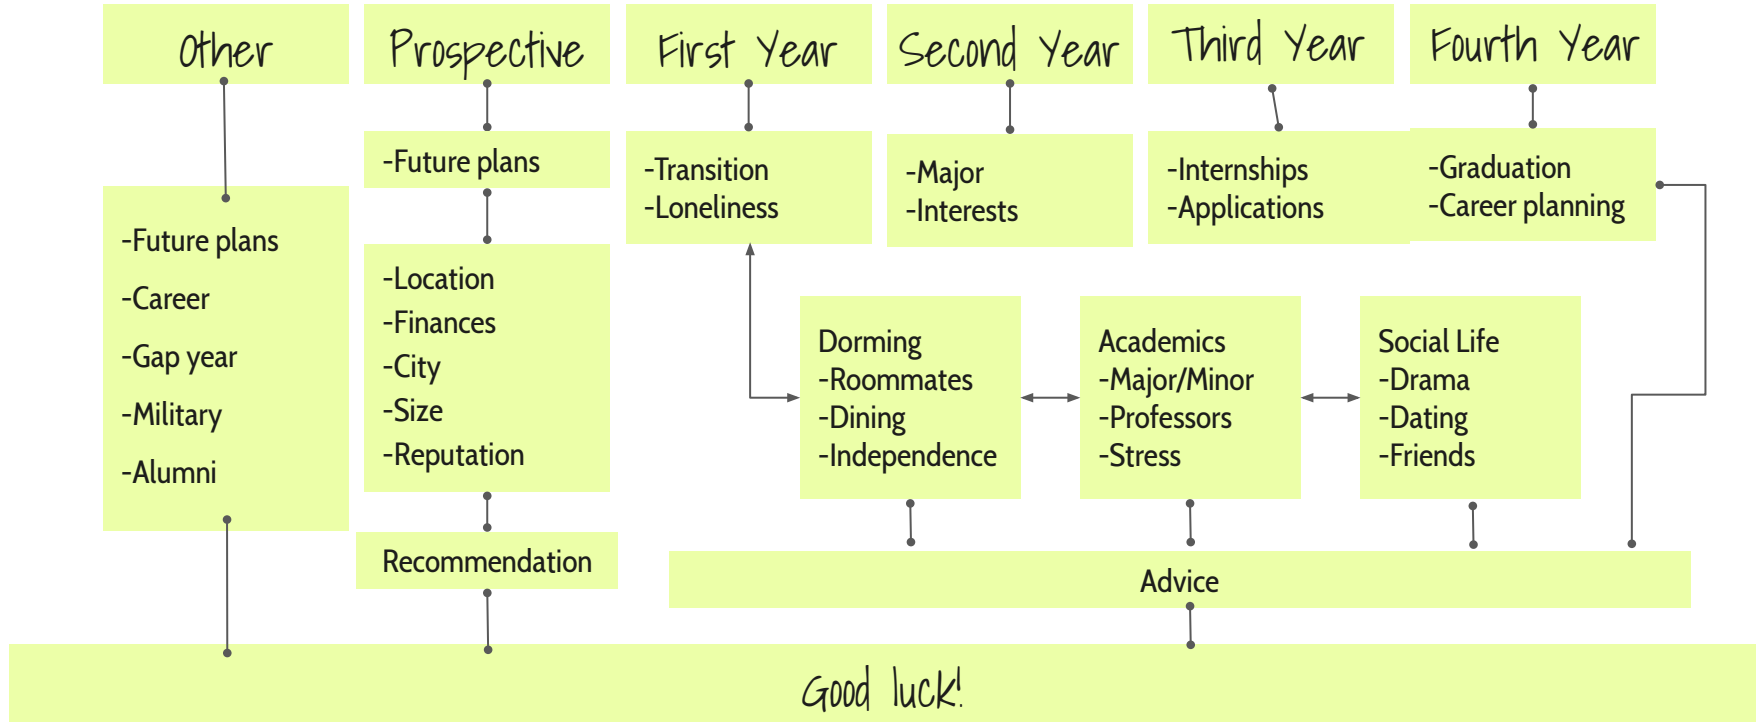 Other
Prospective
First Year
Second Year
Third Year
Fourth Year
-Future plans
-Career
-Gap year
-Military
-Alumni
-Future plans
-Location
-Finances
-City
-Size
-Reputation
Recommendation
-Transition
-Loneliness
-Major
-Interests
-Internships
-Applications
-Graduation
-Career planning
Dorming
-Roommates
-Dining
-Independence
Academics
-Major/Minor
-Professors
-Stress
Social Life
-Drama
-Dating
-Friends
Advice
Good luck!